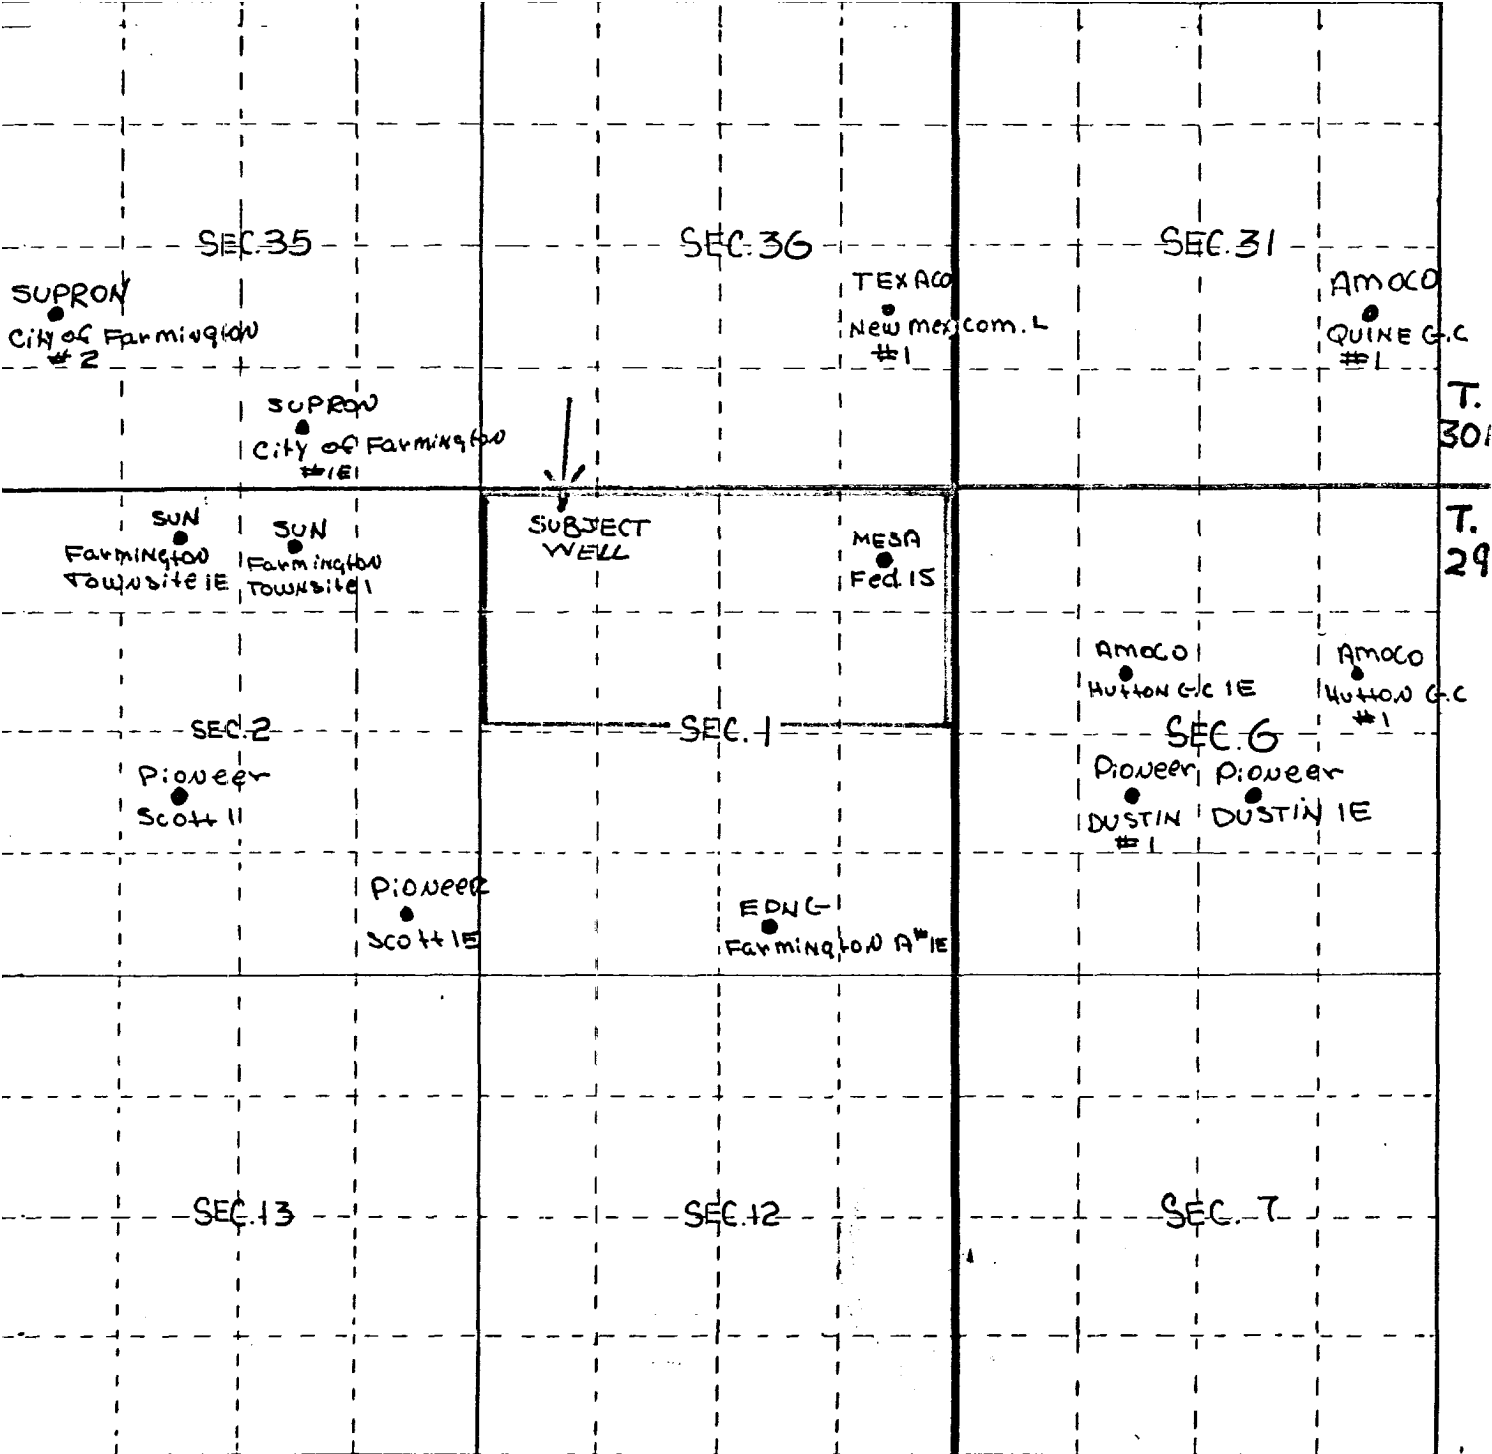 SEC.35
SEC.36
SEC.31
SUPRON
City of Farmington
#2
TEXACO
New mex com. L
#1
AMOCO
QUINE G.C
#1
T.
30
SUPRON
City of Farmington
#1E
SUN
Farmington
Townsite 1E
SUN
Farmington
Townsite 1
SUBJECT
WELL
MESA
Fed 15
T.
29
AMOCO
Hutton G.C 1E
AMOCO
Hutton G.C
#1
SEC.2
SEC.1
SEC.6
Pioneer
Scott 11
Pioneer
DUSTIN
#1
Pioneer
DUSTIN 1E
Pioneer
Scott 1E
EPNG
Farmington A#1E
SEC.13
SEC.12
SEC. 7